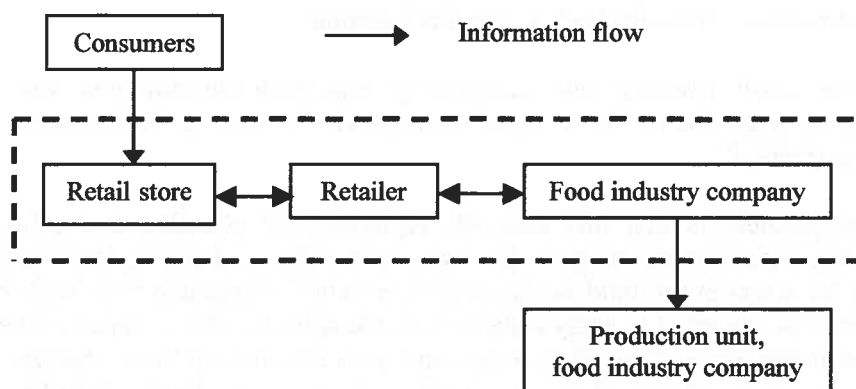 Consumers
Information flow
Retail store
Retailer
Food industry company
Production unit,
food industry company